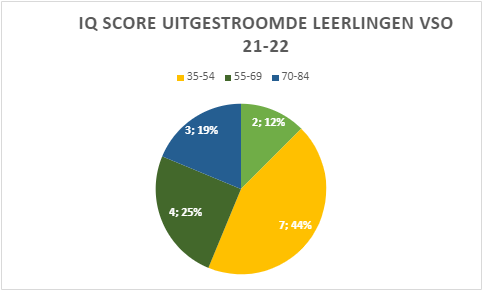 IQ SCORE UITGESTROOMDE LEERLINGEN VSO
21-22
35-54 55-69 70-84
3; 19% 2; 12%
4; 25% 7; 44%